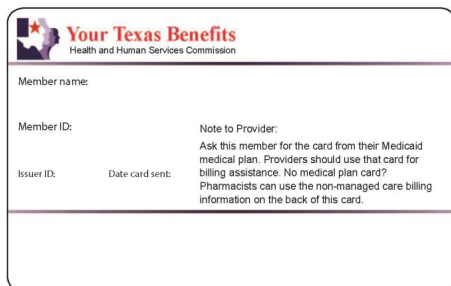 Your Texas Benefits
Health and Human Services Commission
Member name:
Member ID:
Note to Provider:
Ask this member for the card from their Medicaid
medical plan. Providers should use that card for
billing assistance. No medical plan card?
Pharmacists can use the non-managed care billing
information on the back of this card.
Issuer ID:
Date card sent: